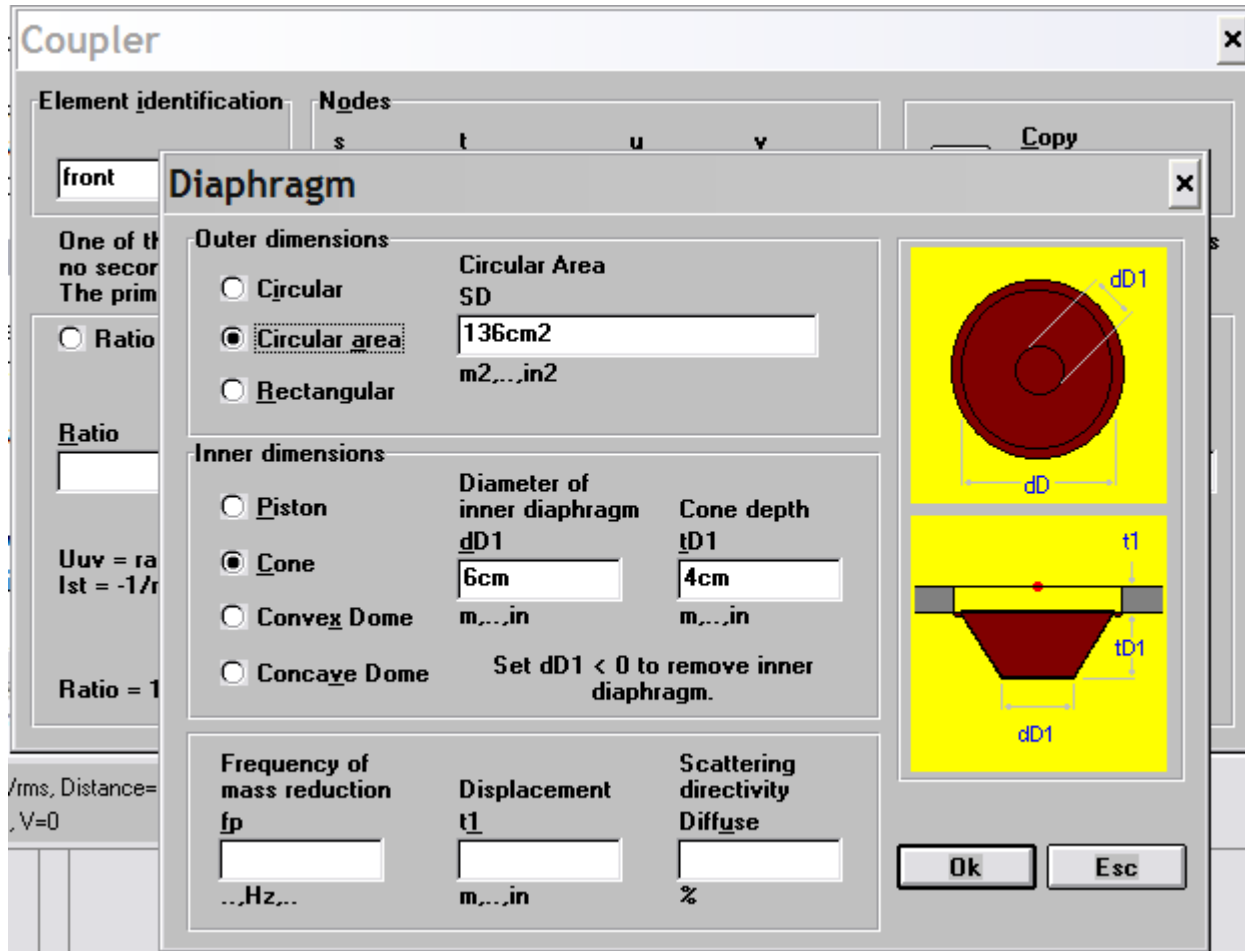 Coupler
Element identification
Nodes
s t u v
Copy
front
Diaphragm
One of th
no secor
The prim
s
Outer dimensions
Circular
Circular area
Rectangular
Circular Area
SD
136cm2
m2,..,in2
dD1
dD
Ratio
Ratio
Inner dimensions
Piston
Cone
Convex Dome
Concave Dome
Diameter of
inner diaphragm
dD1
6cm
m,..,in
Cone depth
tD1
4cm
m,..,in
Set dD1 < 0 to remove inner
diaphragm.
t1
tD1
dD1
Uuv = ra
Ist = -1/r
Ratio = 1
Frequency of
mass reduction
fp
..,Hz,..
Displacement
t1
m,..,in
Scattering
directivity
Diffuse
%
Ok
Esc
/rms, Distance=
, V=0